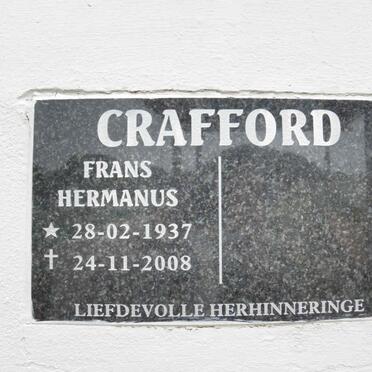 CRAFFORD
FRANS
HERMANUS
★ 28-02-1937
✝ 24-11-2008
LIEFDEVOLLE HERHINNERINGE